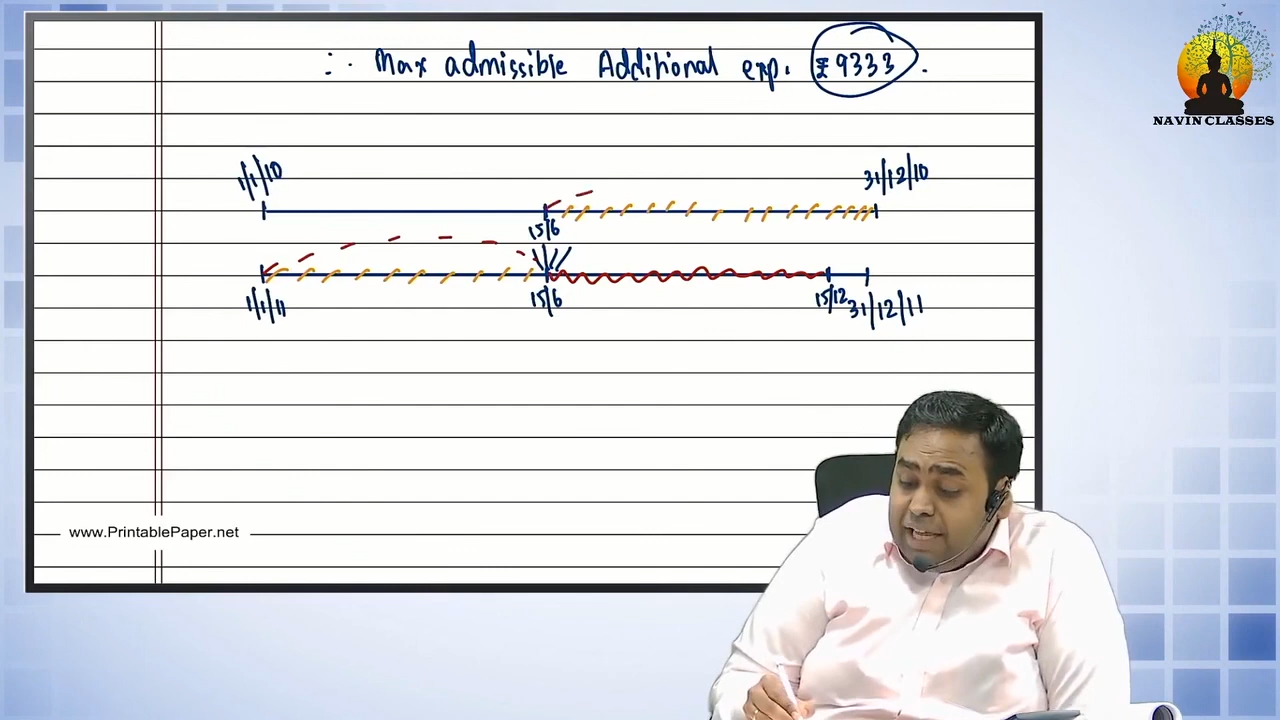 ∴ Max admissible Additional exp. ₹9333.
NAVIN CLASSES
1/1/10
31/12/10
15/6
1/1/11
15/6
15/12
31/12/11
www.PrintablePaper.net